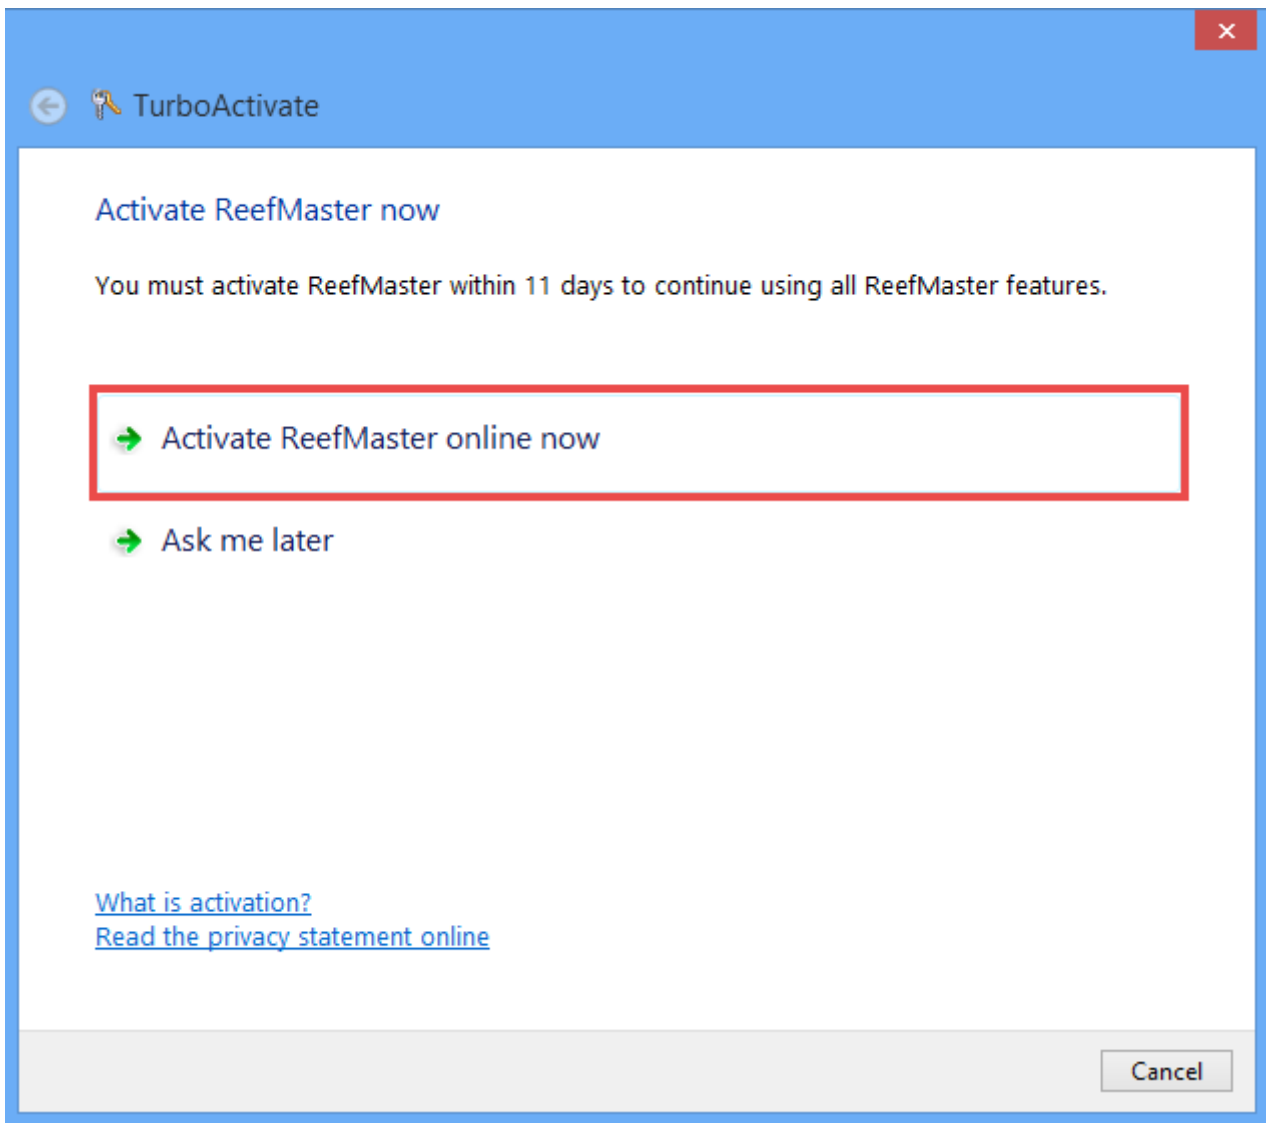 TurboActivate
Activate ReefMaster now
You must activate ReefMaster within 11 days to continue using all ReefMaster features.
Activate ReefMaster online now
Ask me later
What is activation?
Read the privacy statement online
Cancel